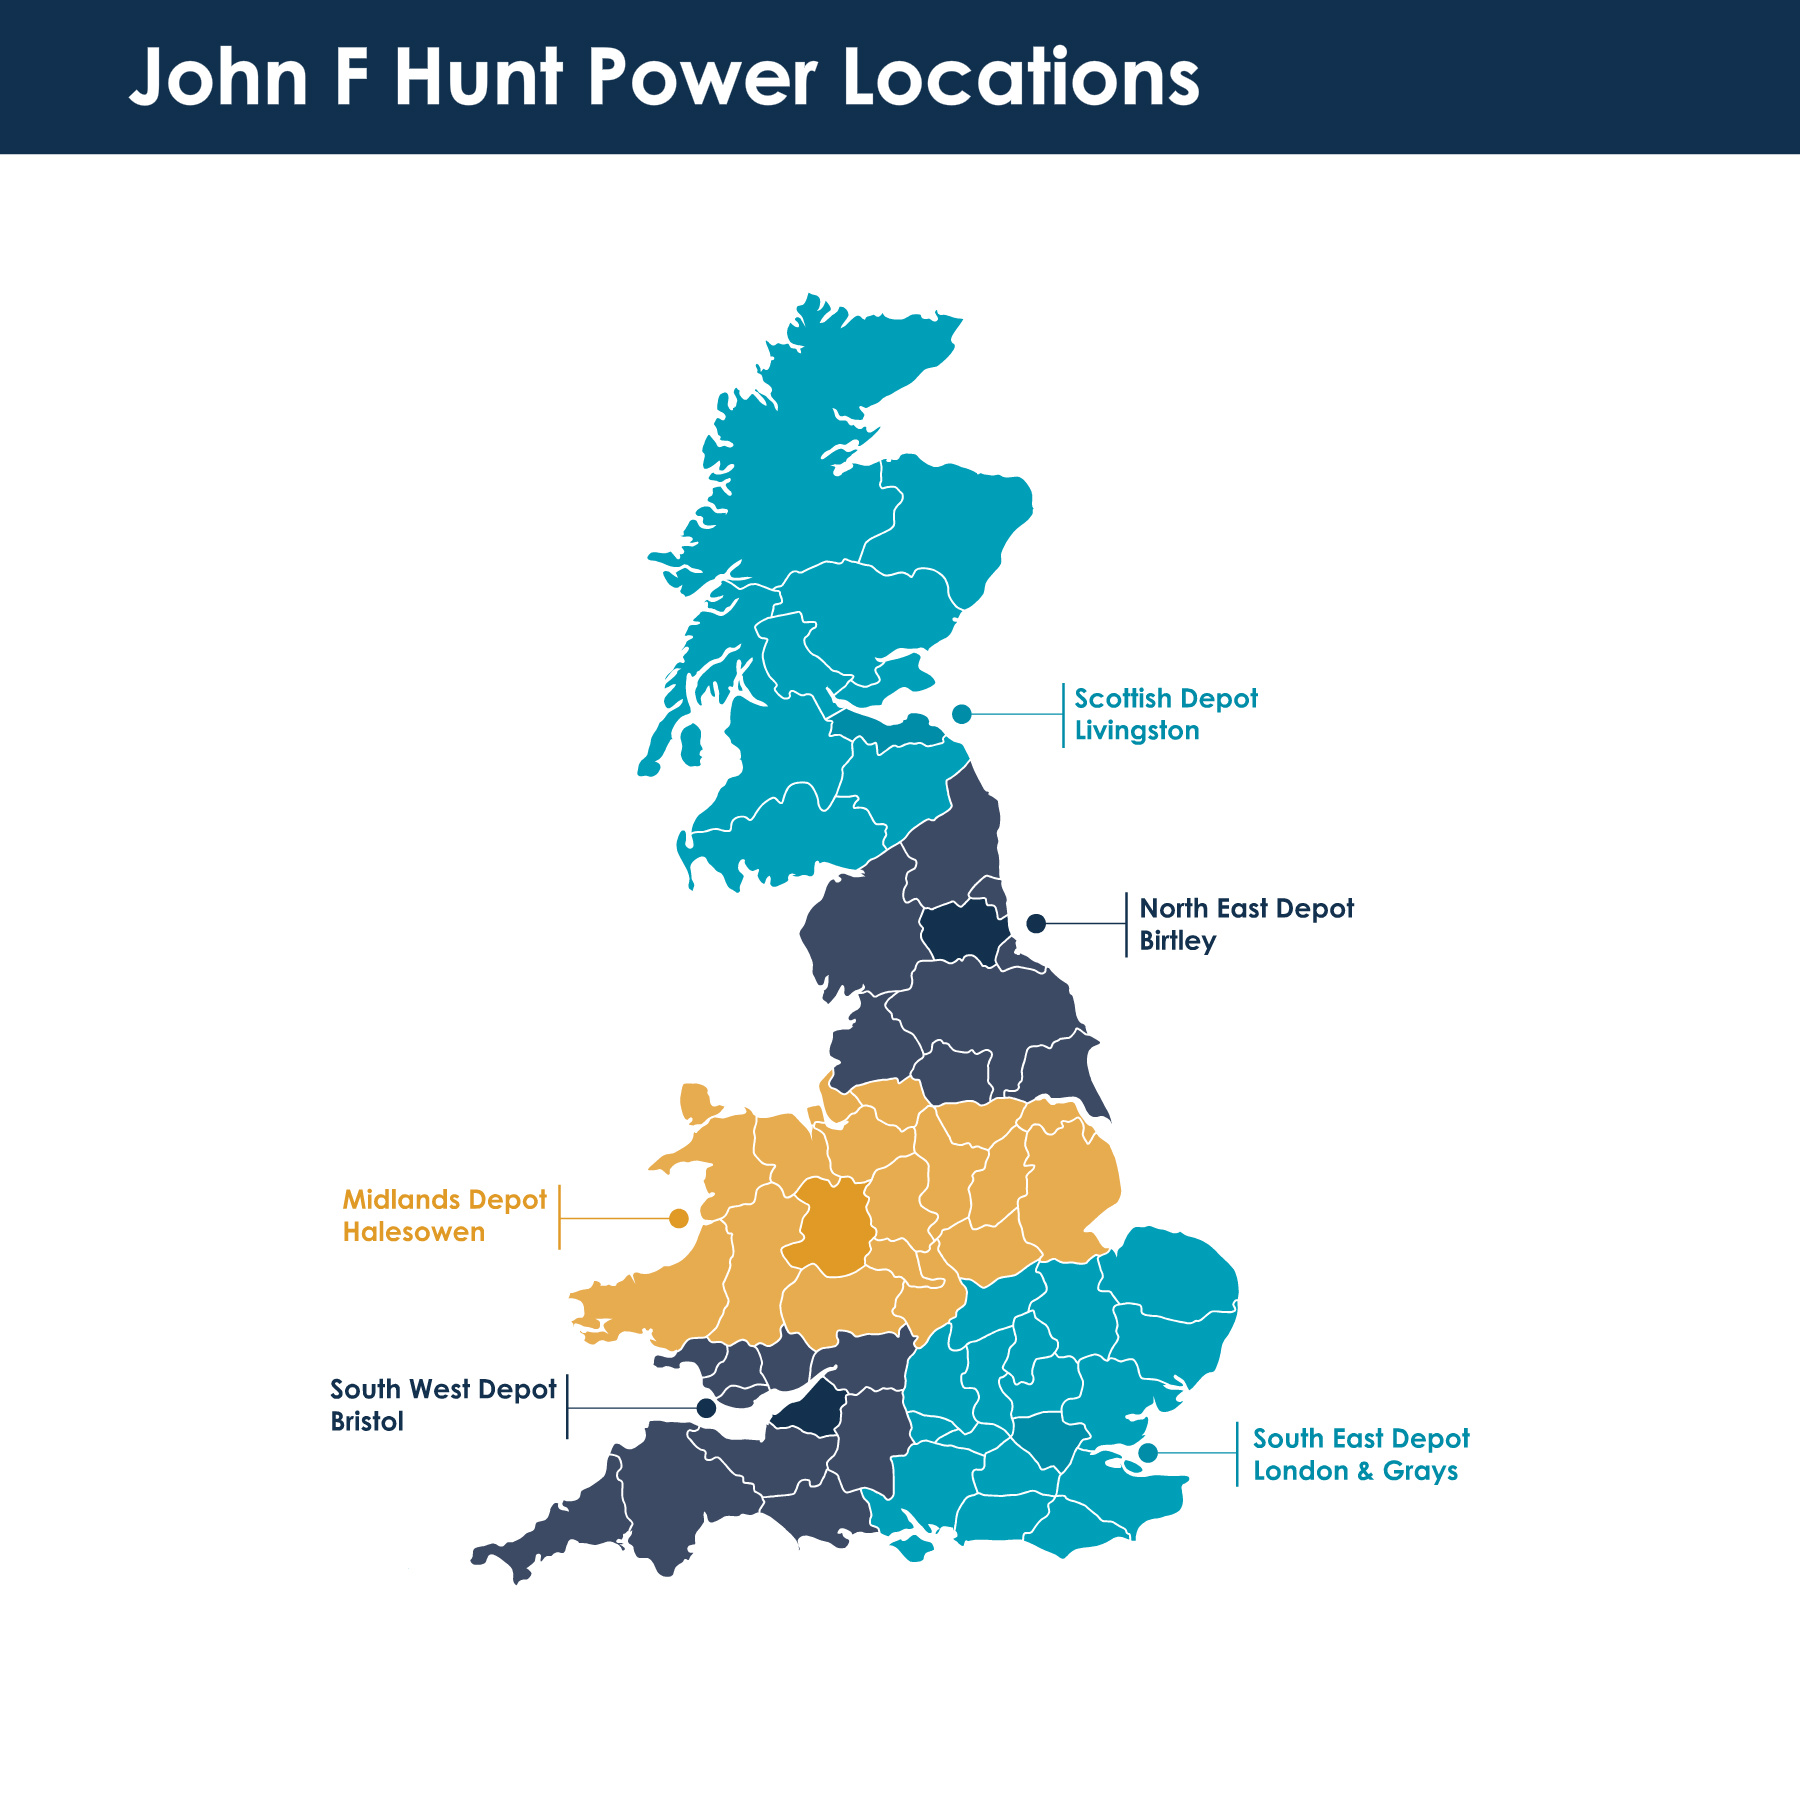 John F Hunt Power Locations
Scottish Depot
Livingston
North East Depot
Birtley
Midlands Depot
Halesowen
South West Depot
Bristol
South East Depot
London & Grays